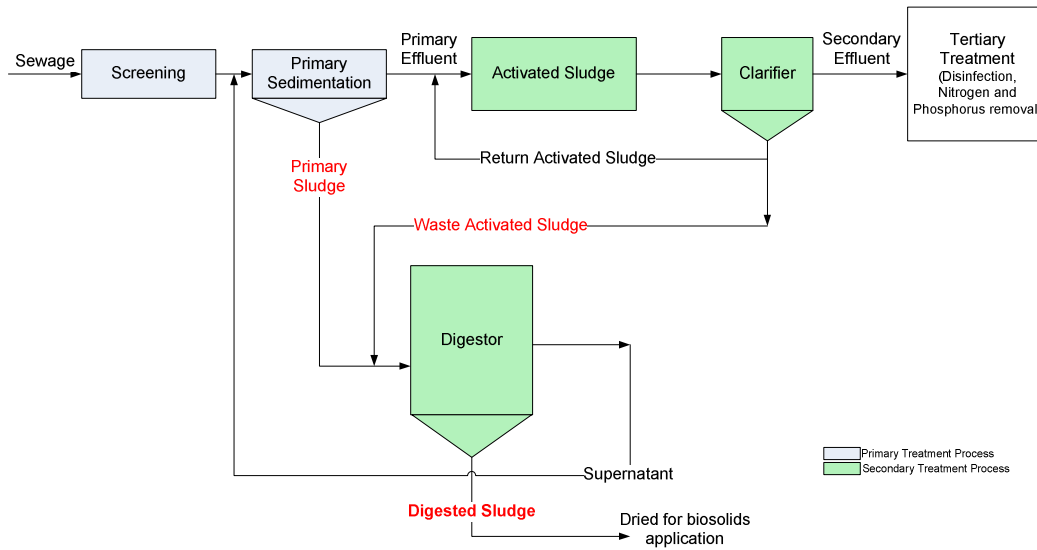 Sewage
Screening
Primary
Sedimentation
Primary
Effluent
Activated Sludge
Clarifier
Secondary
Effluent
Tertiary
Treatment
(Disinfection,
Nitrogen and
Phosphorus removal)
Return Activated Sludge
Primary
Sludge
Waste Activated Sludge
Digestor
Supernatant
Primary Treatment Process
Secondary Treatment Process
Digested Sludge
Dried for biosolids
application